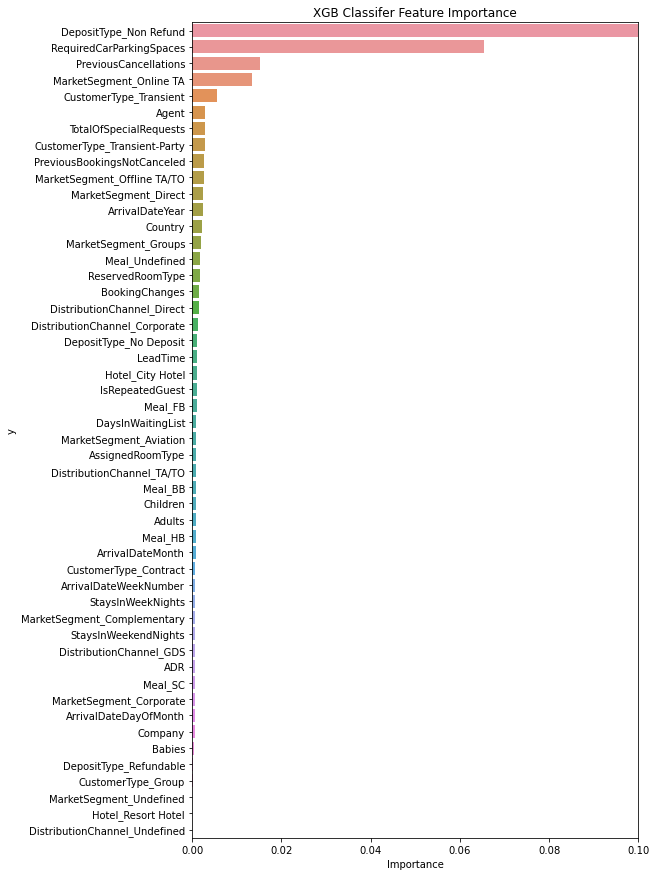 XGB Classifer Feature Importance
DepositType_Non Refund
RequiredCarParkingSpaces
PreviousCancellations
MarketSegment_Online TA
CustomerType_Transient
Agent
TotalOfSpecialRequests
CustomerType_Transient-Party
PreviousBookingsNotCanceled
MarketSegment_Offline TA/TO
MarketSegment_Direct
ArrivalDateYear
Country
MarketSegment_Groups
Meal_Undefined
ReservedRoomType
BookingChanges
DistributionChannel_Direct
DistributionChannel_Corporate
DepositType_No Deposit
LeadTime
Hotel_City Hotel
IsRepeatedGuest
Meal_FB
DaysInWaitingList
MarketSegment_Aviation
AssignedRoomType
DistributionChannel_TA/TO
Meal_BB
Children
Adults
Meal_HB
ArrivalDateMonth
CustomerType_Contract
ArrivalDateWeekNumber
StaysInWeekNights
MarketSegment_Complementary
StaysInWeekendNights
DistributionChannel_GDS
ADR
Meal_SC
MarketSegment_Corporate
ArrivalDateDayOfMonth
Company
Babies
DepositType_Refundable
CustomerType_Group
MarketSegment_Undefined
Hotel_Resort Hotel
DistributionChannel_Undefined
y
0.00 0.02 0.04 0.06 0.08 0.10
Importance